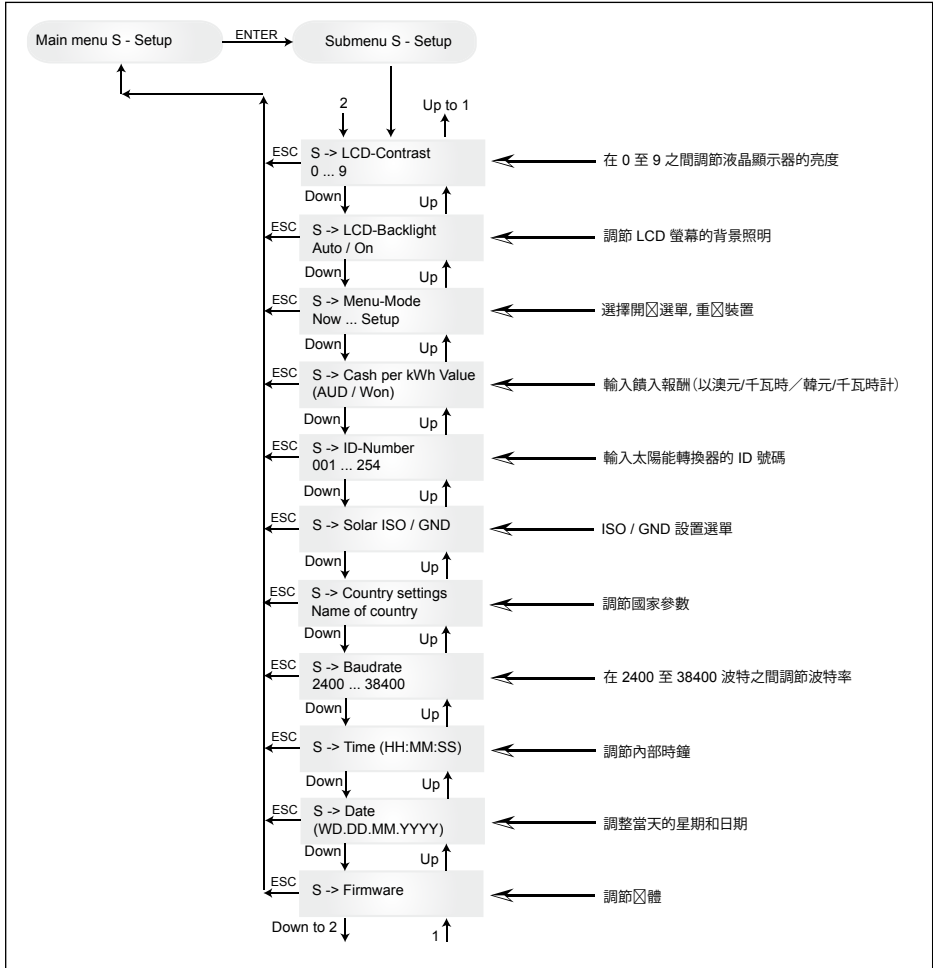 Main menu S - Setup
ENTER
Submenu S - Setup
2
Up to 1
ESC
S -> LCD-Contrast
0 ... 9
在 0 至 9 之間調節液晶顯示器的亮度
Down
Up
ESC
S -> LCD-Backlight
Auto / On
調節 LCD 螢幕的背景照明
Down
Up
ESC
S -> Menu-Mode
Now ... Setup
選擇開選單, 重裝置
Down
Up
ESC
S -> Cash per kWh Value
(AUD / Won)
輸入饋入報酬(以澳元/千瓦時／韓元/千瓦時計)
Down
Up
ESC
S -> ID-Number
001 ... 254
輸入太陽能轉換器的 ID 號碼
Down
Up
ESC
S -> Solar ISO / GND
ISO / GND 設置選單
Down
Up
ESC
S -> Country settings
Name of country
調節國家參數
Down
Up
ESC
S -> Baudrate
2400 ... 38400
在 2400 至 38400 波特之間調節波特率
Down
Up
ESC
S -> Time (HH:MM:SS)
調節內部時鐘
Down
Up
ESC
S -> Date
(WD.DD.MM.YYYY)
調整當天的星期和日期
Down
Up
ESC
S -> Firmware
調節體
Down to 2
1